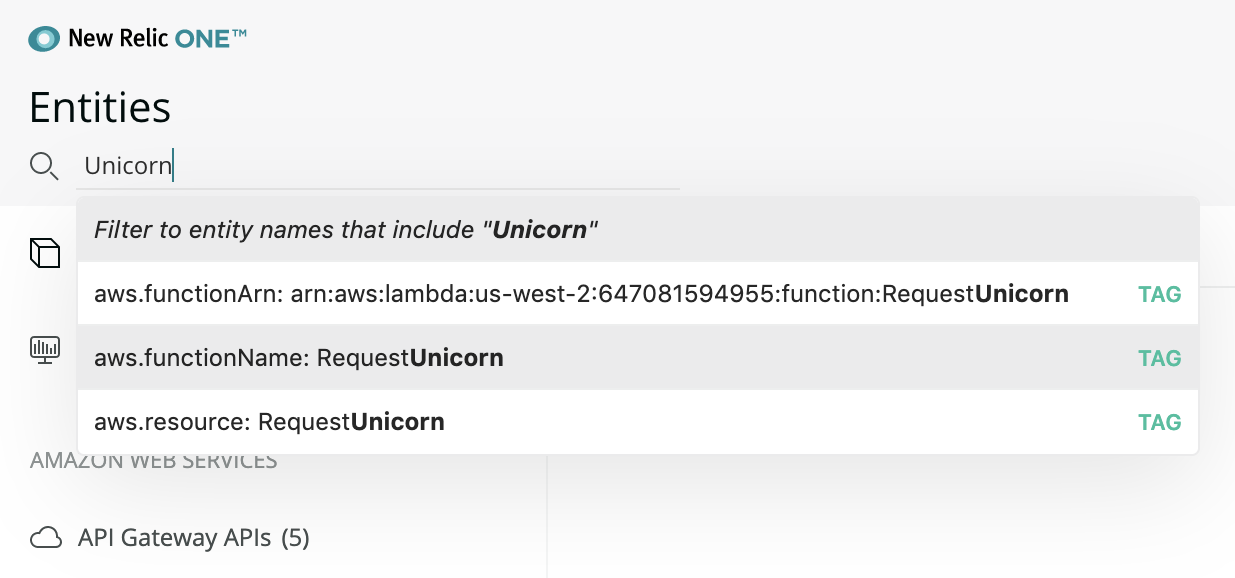 New Relic ONE™
Entities
Unicorn
Filter to entity names that include "Unicorn"
aws.functionArn: arn:aws:lambda:us-west-2:647081594955:function:RequestUnicorn TAG
aws.functionName: RequestUnicorn TAG
aws.resource: RequestUnicorn TAG
AMAZON WEB SERVICES
API Gateway APIs (5)